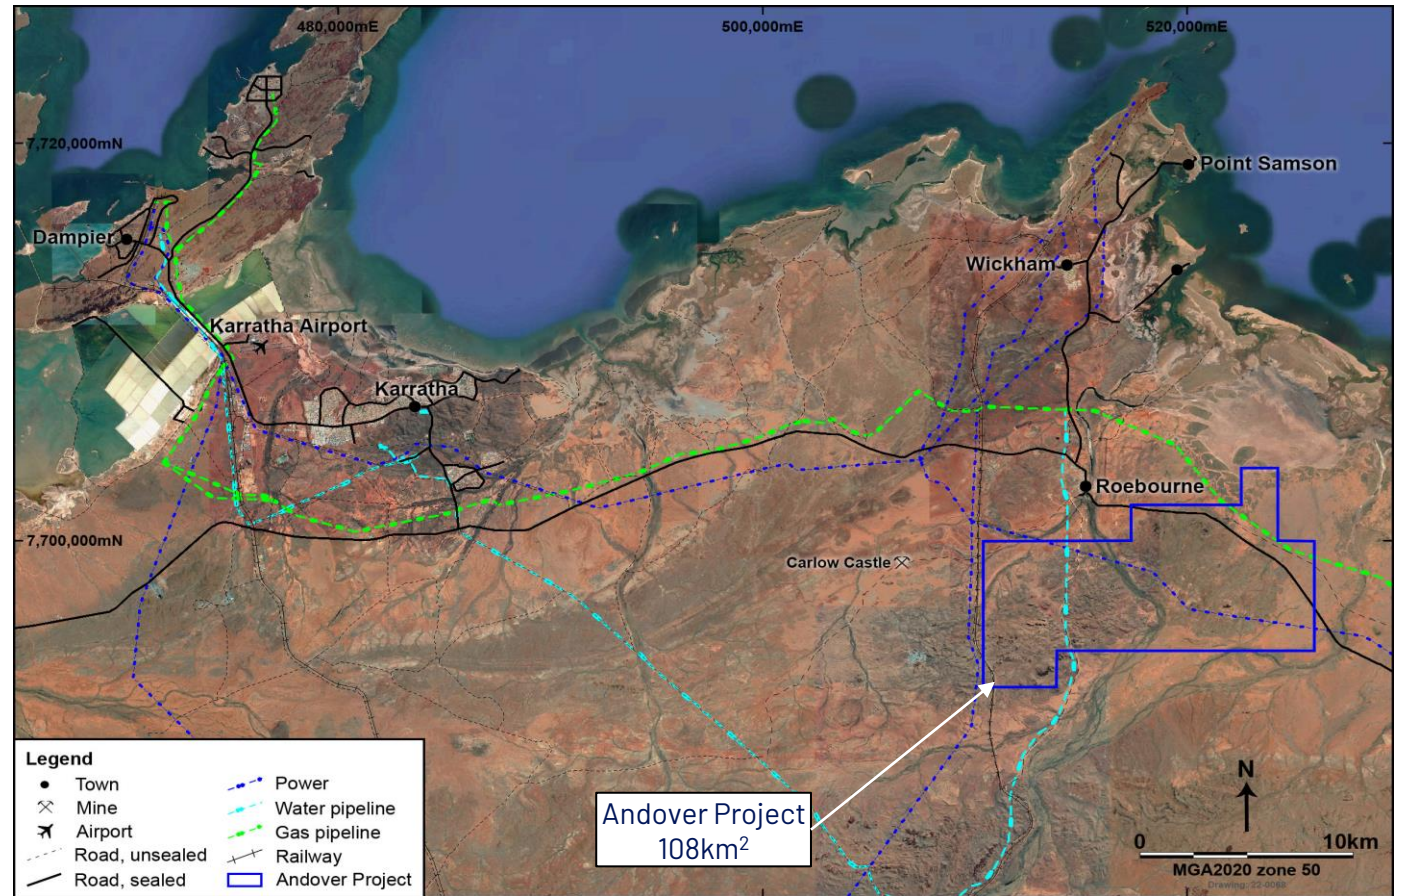 480,000mE
500,000mE
520,000mE
7,720,000mN
Point Samson
Dampier
Wickham
Karratha Airport
Karratha
Roebourne
7,700,000mN
Carlow Castle
Legend
Town
Mine
Airport
Road, unsealed
Road, sealed
Power
Water pipeline
Gas pipeline
Railway
Andover Project
Andover Project
108km²
N
0 10km
MGA2020 zone 50